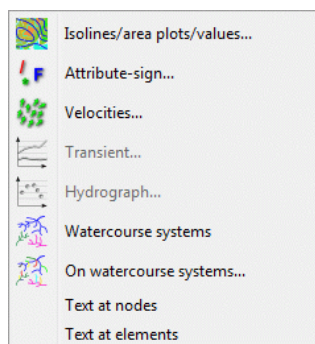 Isolines/area plots/values...
F Attribute-sign...
Velocities...
Transient...
Hydrograph...
Watercourse systems
On watercourse systems...
Text at nodes
Text at elements